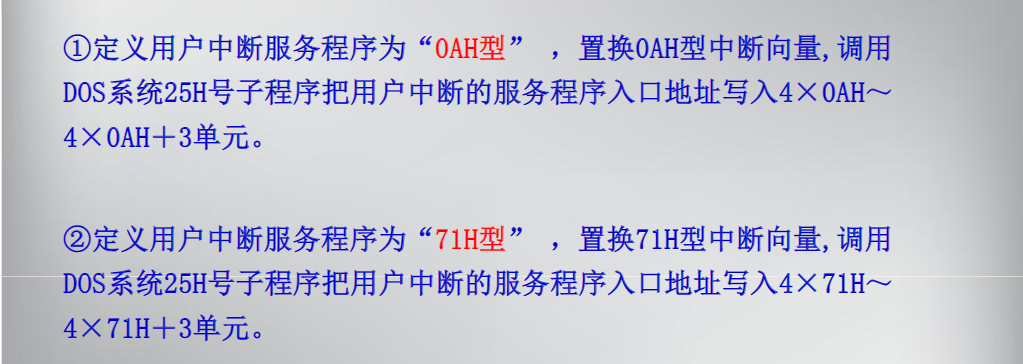 ①定义用户中断服务程序为“0AH型”，置换0AH型中断向量,调用
DOS系统25H号子程序把用户中断的服务程序入口地址写入4×0AH～
4×0AH＋3单元。
②定义用户中断服务程序为“71H型”，置换71H型中断向量,调用
DOS系统25H号子程序把用户中断的服务程序入口地址写入4×71H～
4×71H＋3单元。